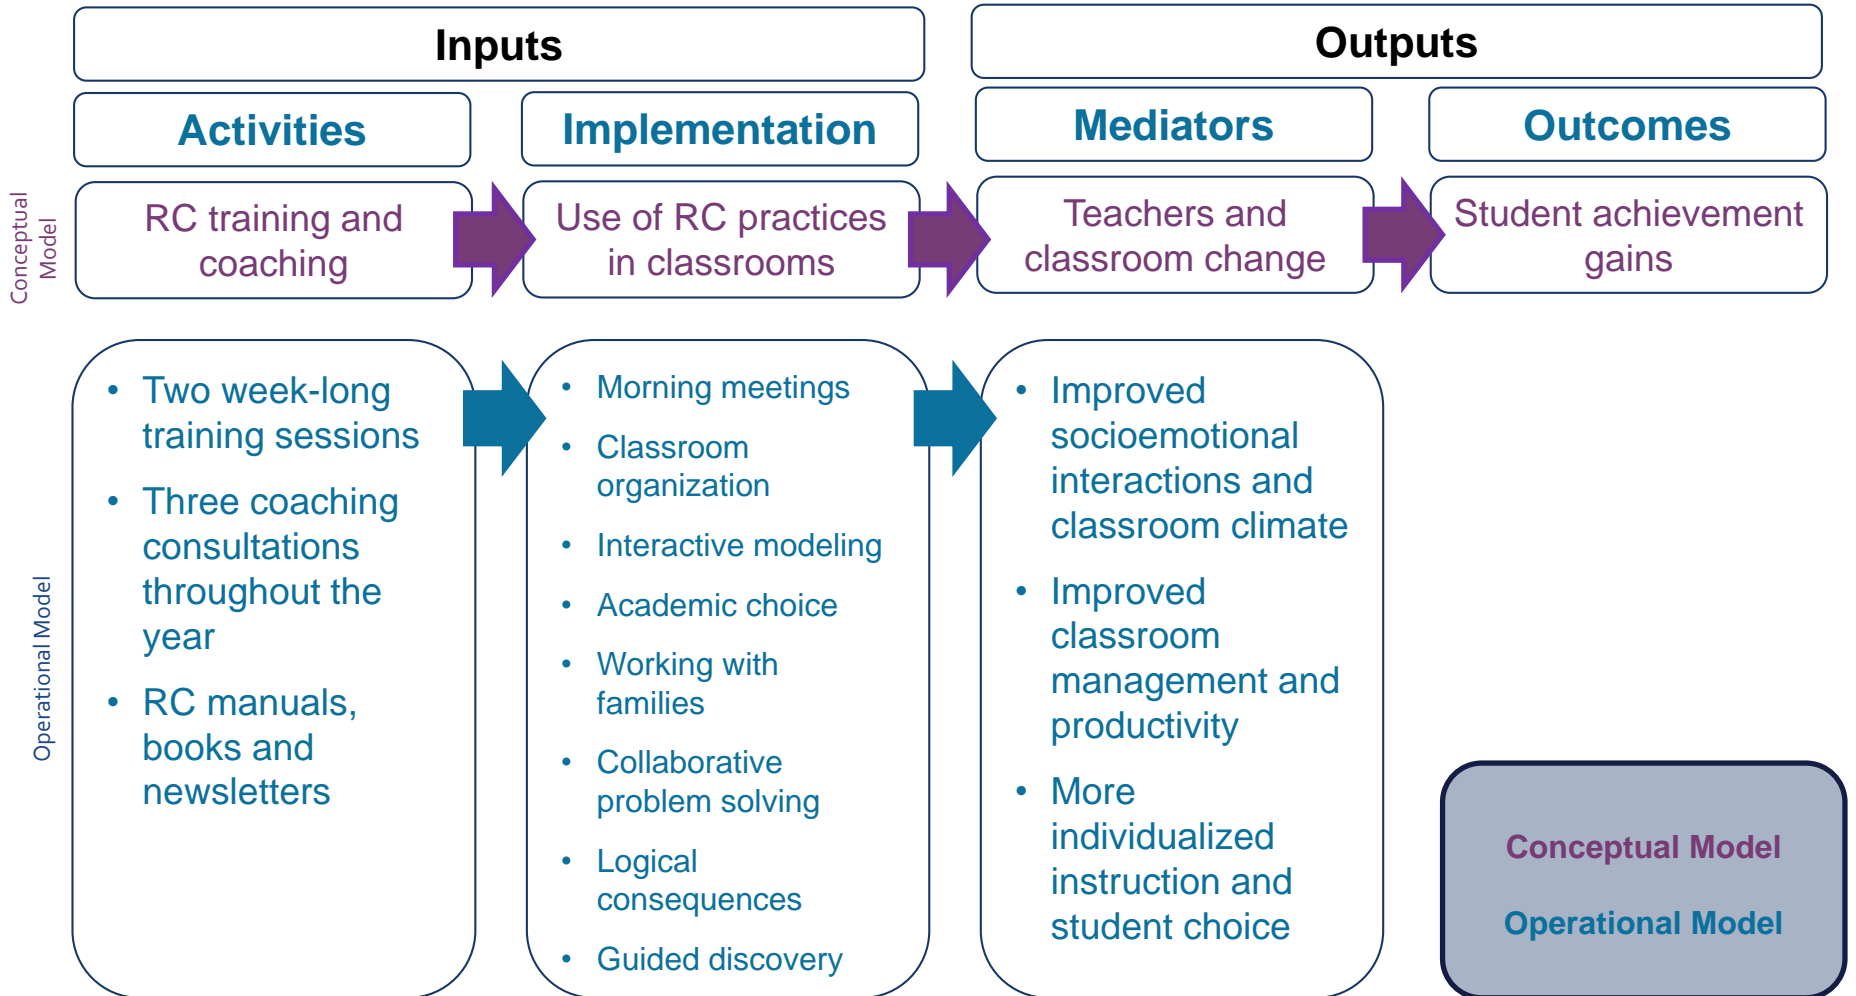 Inputs
Outputs
Activities
Implementation
Mediators
Outcomes
Conceptual
Model
RC training and
coaching
Use of RC practices
in classrooms
Teachers and
classroom change
Student achievement
gains
Operational Model
• Two week-long
training sessions
• Three coaching
consultations
throughout the
year
• RC manuals,
books and
newsletters
• Morning meetings
• Classroom
organization
• Interactive modeling
• Academic choice
• Working with
families
• Collaborative
problem solving
• Logical
consequences
• Guided discovery
• Improved
socioemotional
interactions and
classroom climate
• Improved
classroom
management and
productivity
• More
individualized
instruction and
student choice
Conceptual Model
Operational Model